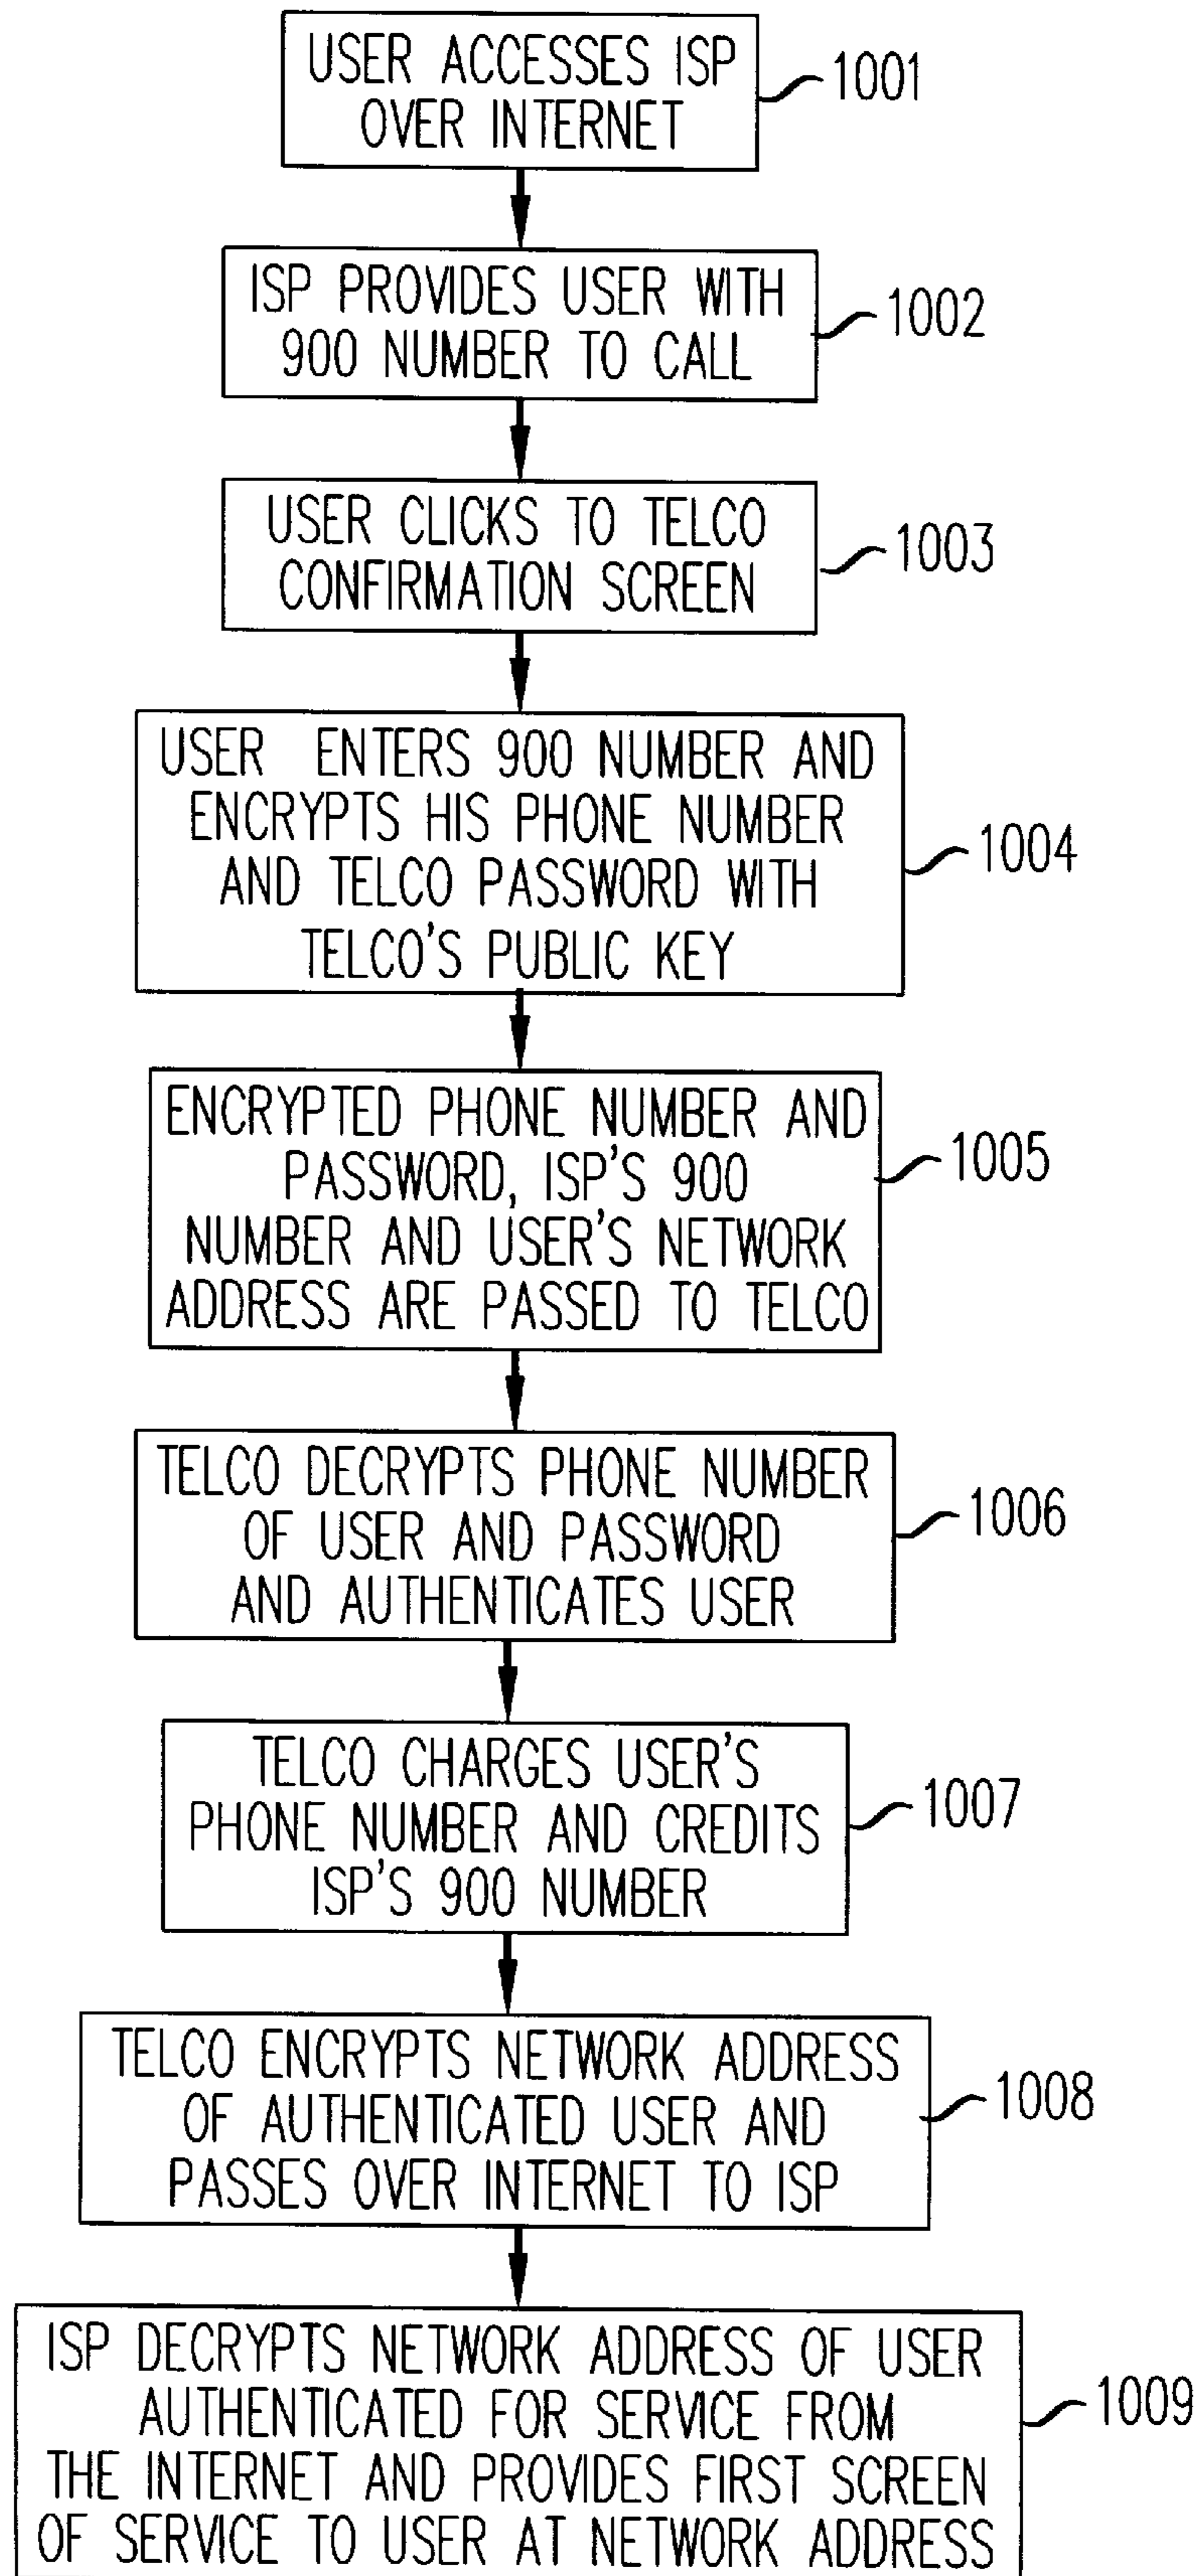 USER ACCESSES ISP
OVER INTERNET
1001
ISP PROVIDES USER WITH
900 NUMBER TO CALL
1002
USER CLICKS TO TELCO
CONFIRMATION SCREEN
1003
USER ENTERS 900 NUMBER AND
ENCRYPTS HIS PHONE NUMBER
AND TELCO PASSWORD WITH
TELCO'S PUBLIC KEY
1004
ENCRYPTED PHONE NUMBER AND
PASSWORD, ISP'S 900
NUMBER AND USER'S NETWORK
ADDRESS ARE PASSED TO TELCO
1005
TELCO DECRYPTS PHONE NUMBER
OF USER AND PASSWORD
AND AUTHENTICATES USER
1006
TELCO CHARGES USER'S
PHONE NUMBER AND CREDITS
ISP'S 900 NUMBER
1007
TELCO ENCRYPTS NETWORK ADDRESS
OF AUTHENTICATED USER AND
PASSES OVER INTERNET TO ISP
1008
ISP DECRYPTS NETWORK ADDRESS OF USER
AUTHENTICATED FOR SERVICE FROM
THE INTERNET AND PROVIDES FIRST SCREEN
OF SERVICE TO USER AT NETWORK ADDRESS
1009